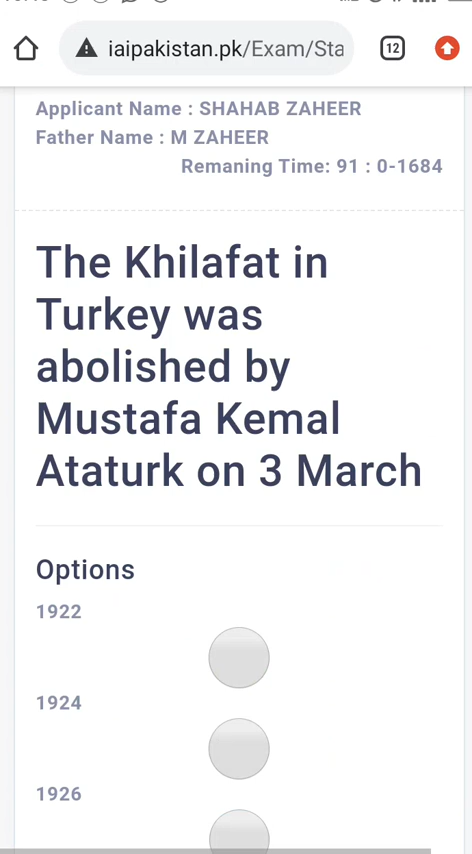 12
iaipakistan.pk/Exam/Sta
Applicant Name : SHAHAB ZAHEER
Father Name : M ZAHEER
Remaning Time: 91 : 0-1684
The Khilafat in
Turkey was
abolished by
Mustafa Kemal
Ataturk on 3 March
Options
1922
1924
1926